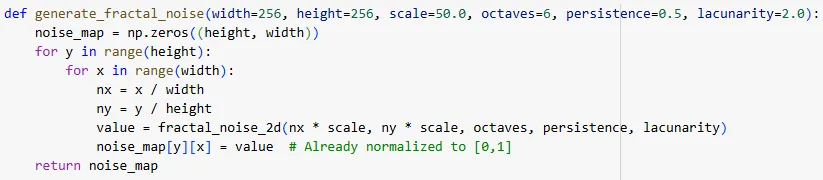 def generate_fractal_noise(width=256, height=256, scale=50.0, octaves=6, persistence=0.5, lacunarity=2.0):
    noise_map = np.zeros((height, width))
    for y in range(height):
        for x in range(width):
            nx = x / width
            ny = y / height
            value = fractal_noise_2d(nx * scale, ny * scale, octaves, persistence, lacunarity)
            noise_map[y][x] = value  # Already normalized to [0,1]
    return noise_map